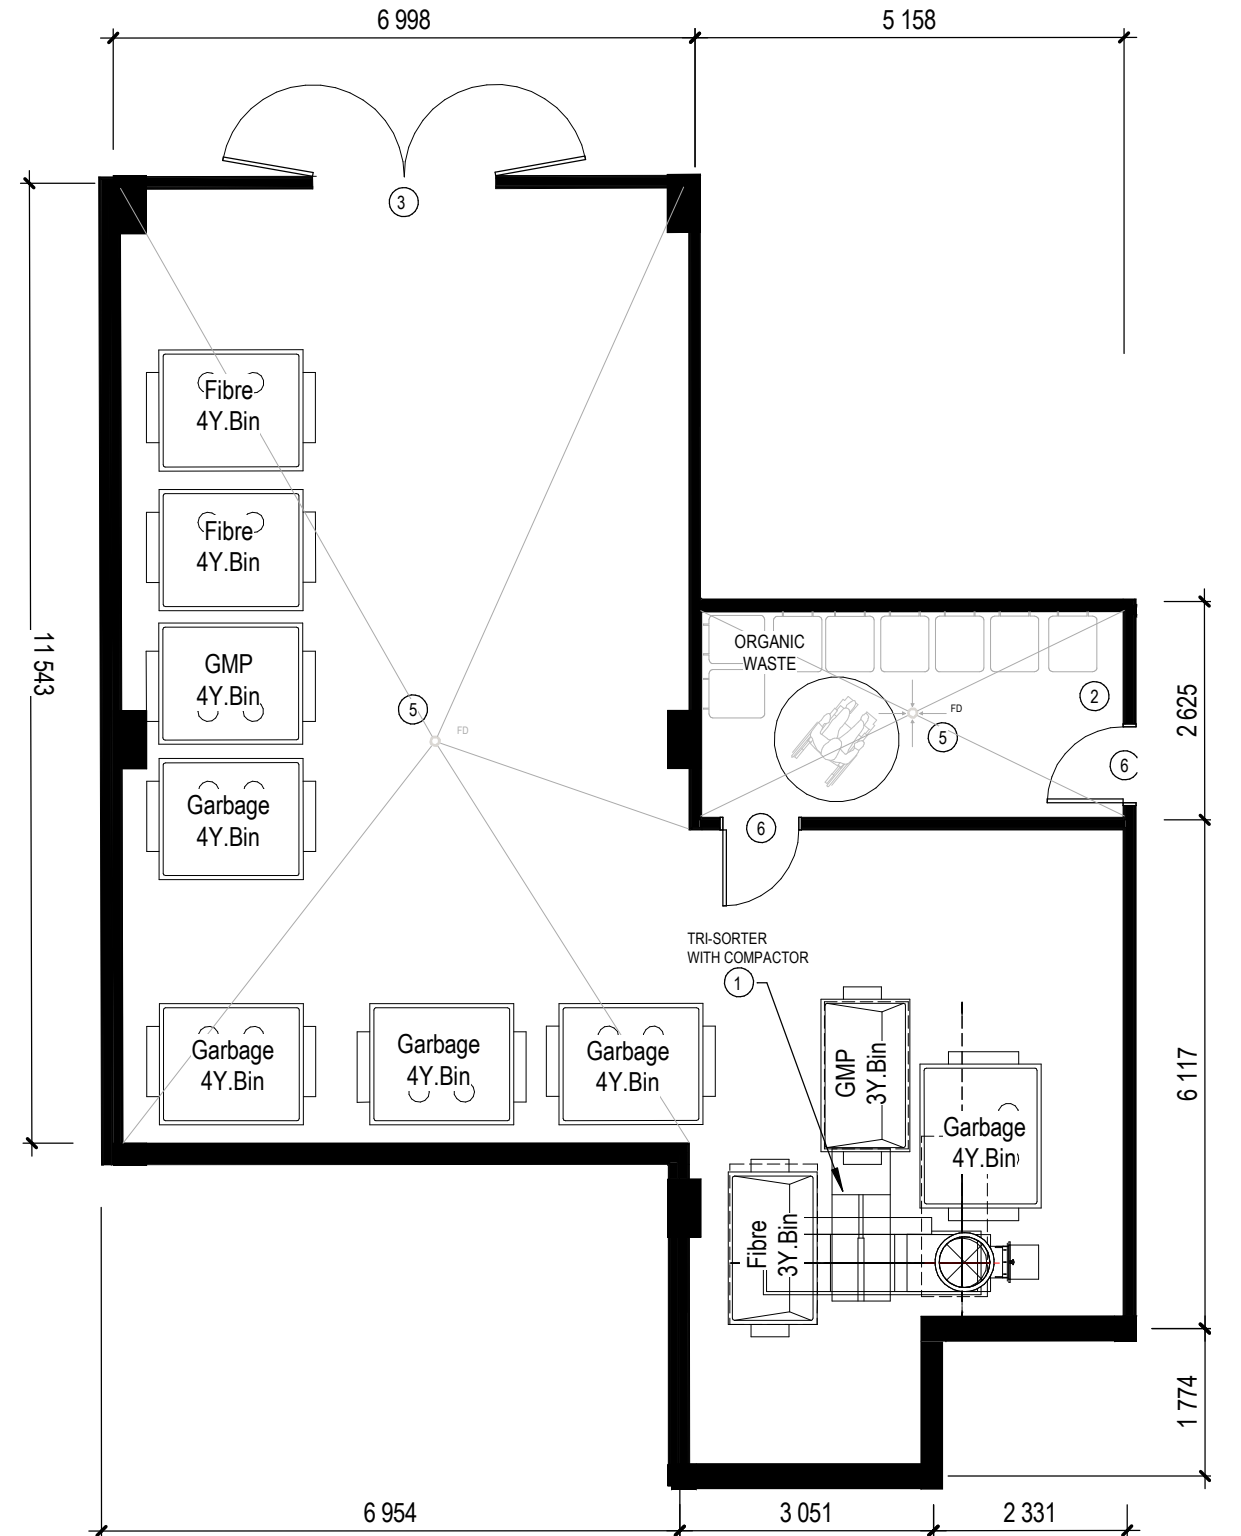 6 998
5 158
3
Fibre
4Y.Bin
Fibre
4Y.Bin
GMP
4Y.Bin
11 543
5
FD
Garbage
4Y.Bin
ORGANIC
WASTE
2
FD
5
6
6
2 625
TRI-SORTER
WITH COMPACTOR
1
Garbage
4Y.Bin
Garbage
4Y.Bin
Garbage
4Y.Bin
GMP
3Y.Bin
Garbage
4Y.Bin
6 117
Fibre
3Y.Bin
1 774
6 954
3 051
2 331